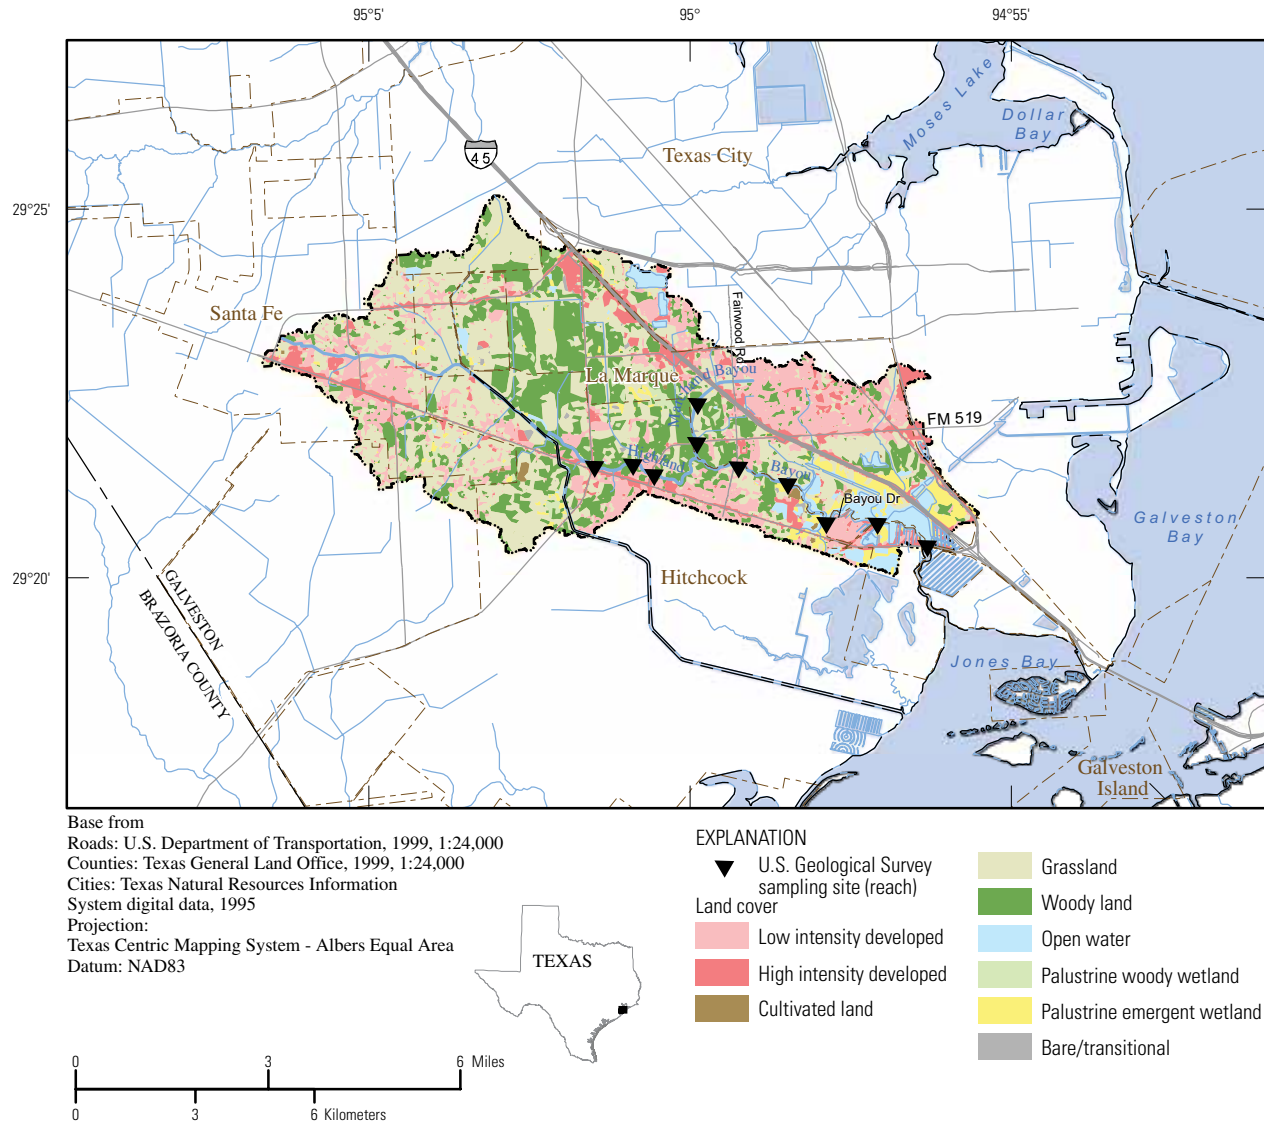 95°5'
95°
94°55'
29°25'
29°20'
45
Texas City
Moses Lake
Dollar
Bay
Santa Fe
Fairwood Rd
La Marque
Marchand Bayou
FM 519
Highland
Bayou
Bayou Dr
Galveston
Bay
Hitchcock
GALVESTON
BRAZORIA COUNTY
Jones Bay
Galveston
Island
Base from
Roads: U.S. Department of Transportation, 1999, 1:24,000
Counties: Texas General Land Office, 1999, 1:24,000
Cities: Texas Natural Resources Information
System digital data, 1995
Projection:
Texas Centric Mapping System - Albers Equal Area
Datum: NAD83
TEXAS
0 3 6 Miles
0 3 6 Kilometers
EXPLANATION
U.S. Geological Survey
sampling site (reach)
Land cover
Low intensity developed
High intensity developed
Cultivated land
Grassland
Woody land
Open water
Palustrine woody wetland
Palustrine emergent wetland
Bare/transitional